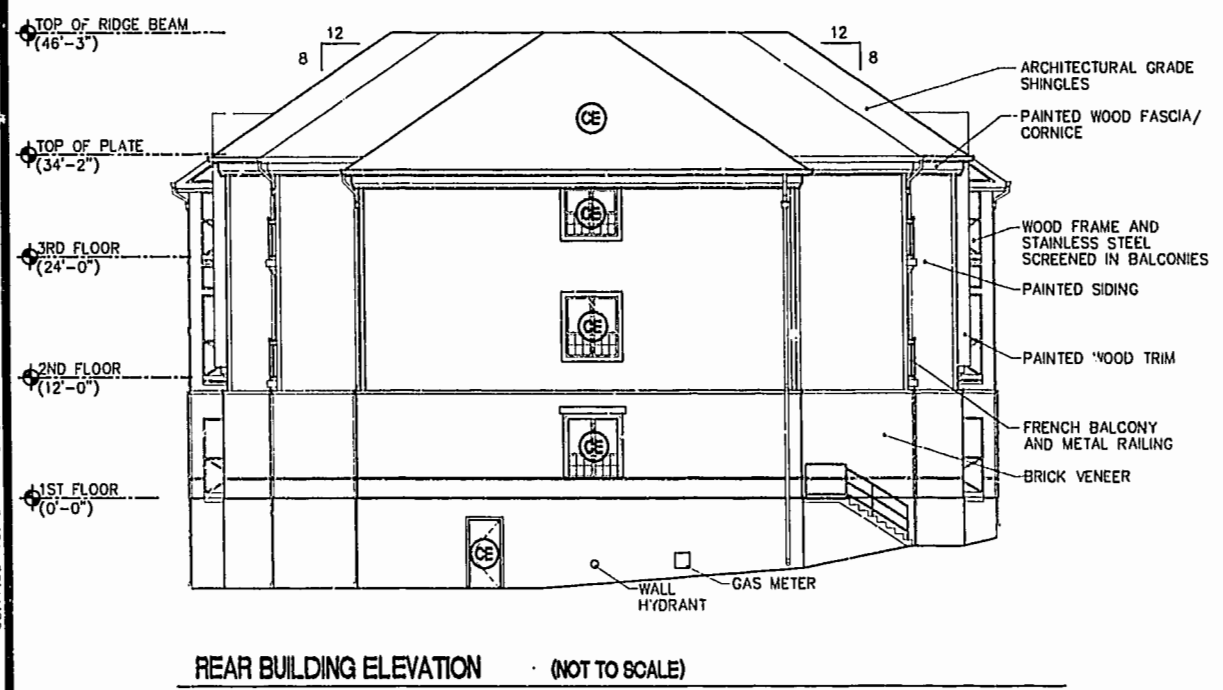 TOP OF RIDGE BEAM
(46'-3")
12
8
12
8
ARCHITECTURAL GRADE
SHINGLES
CE
PAINTED WOOD FASCIA/
CORNICE
TOP OF PLATE
(34'-2")
CE
WOOD FRAME AND
STAINLESS STEEL
SCREENED IN BALCONIES
3RD FLOOR
(24'-0")
PAINTED SIDING
CE
PAINTED WOOD TRIM
2ND FLOOR
(12'-0")
FRENCH BALCONY
AND METAL RAILING
CE
BRICK VENEER
1ST FLOOR
(0'-0")
CE
GAS METER
WALL
HYDRANT
REAR BUILDING ELEVATION (NOT TO SCALE)